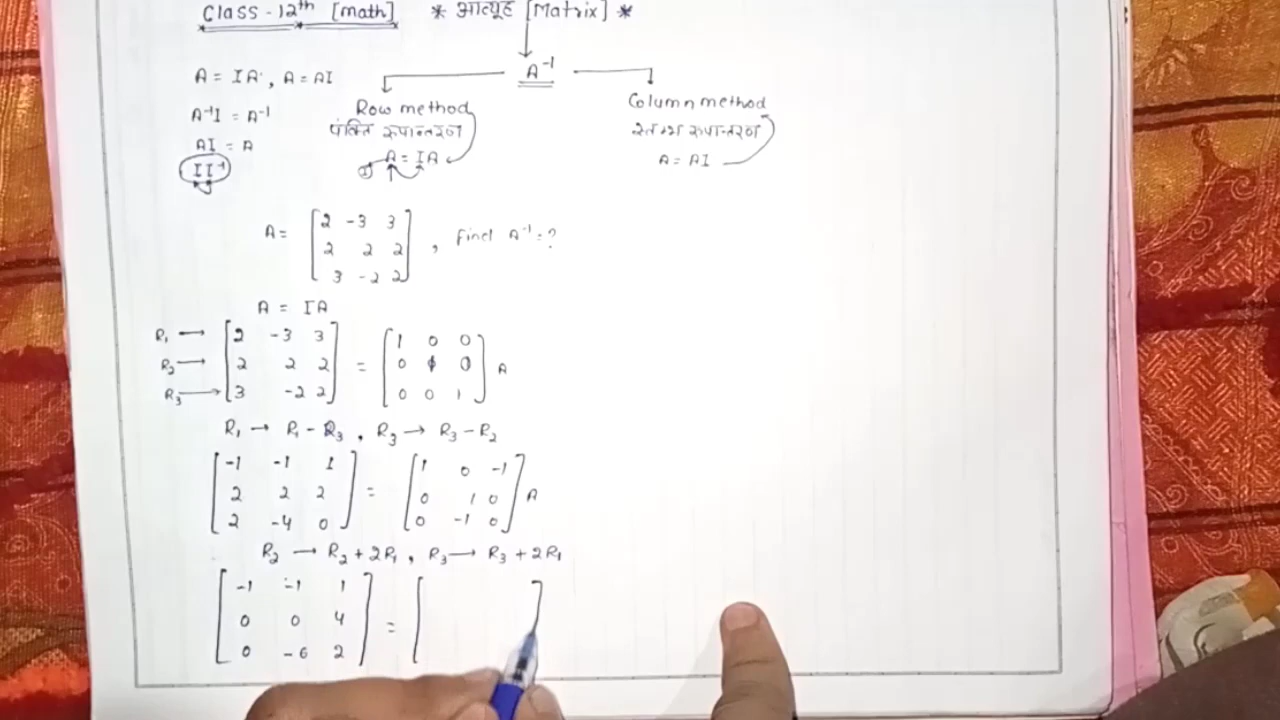 Class-12th [math] * आव्यूह [Matrix] *
A = IA, A = AI
A⁻¹
A⁻¹I = A⁻¹
Row method
Column method
पंक्ति रुपान्तरण
स्तम्भ रुपान्तरण
AI = A
A = IA
A = AI
II⁻¹
A = [2 -3 3
2 2 2
3 -2 2], Find A⁻¹ = ?
A = IA
R₁ → [2 -3 3] = [1 0 0
R₂ → 2 2 2 0 1 0
R₃ → 3 -2 2] 0 0 1] A
R₁ → R₁ - R₃, R₃ → R₃ - R₂
[-1 -1 1] = [1 0 -1
2 2 2 0 1 0
2 -4 0] 0 -1 0] A
R₂ → R₂ + 2R₁, R₃ → R₃ + 2R₁
[-1 -1 1
0 0 4 = [ ]
0 -6 2]